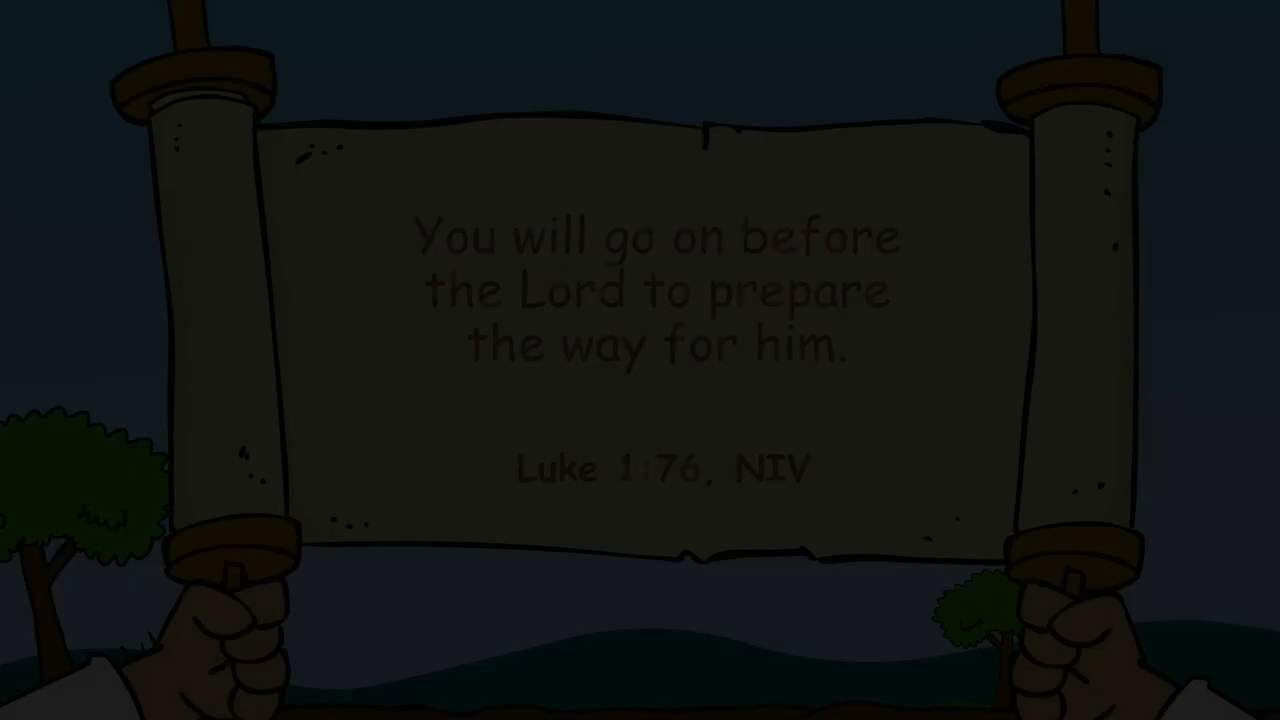 You will go on before
the Lord to prepare
the way for him.
Luke 1:76, NIV